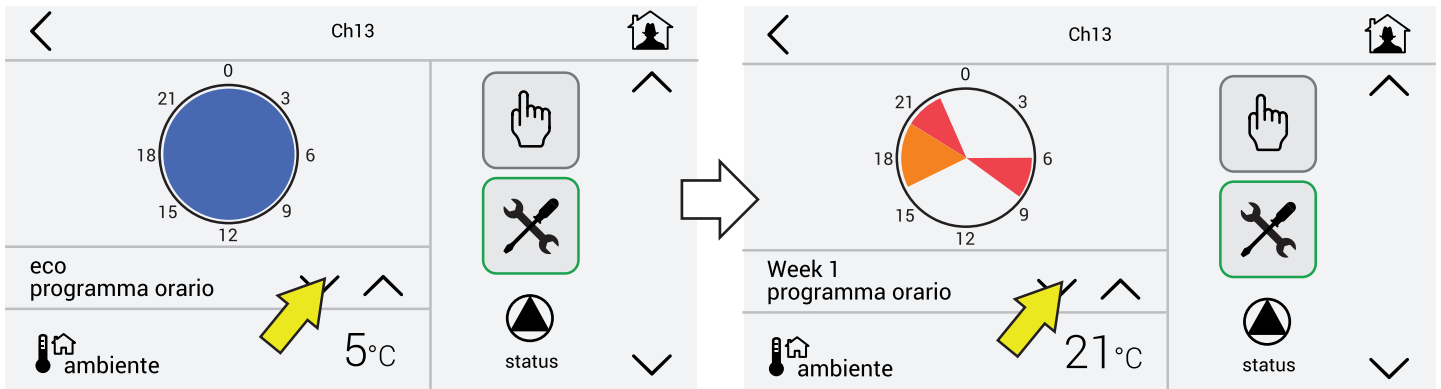 Ch13
0
21
3
18
6
15
9
12
eco
programma orario
ambiente
5°C
status
Ch13
0
21
3
18
6
15
9
12
Week 1
programma orario
ambiente
21°C
status